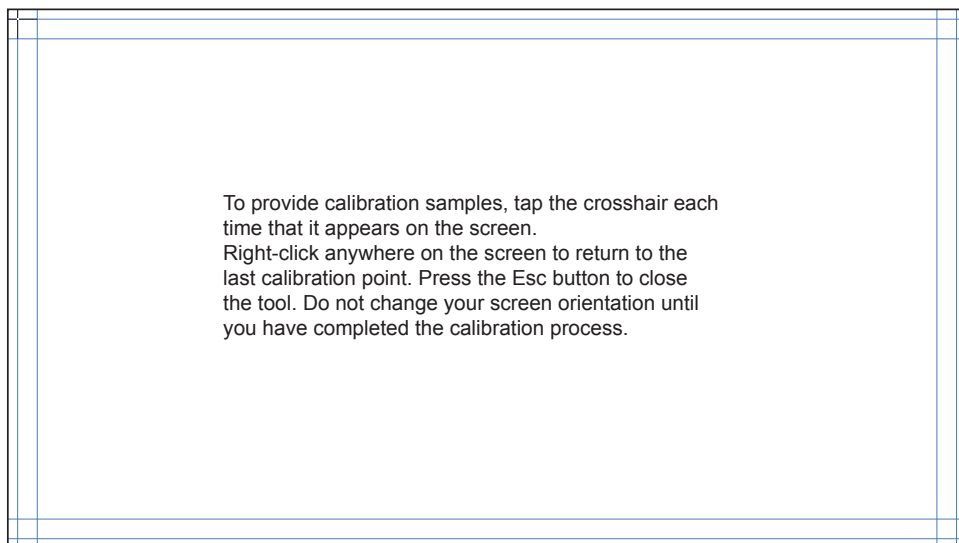 To provide calibration samples, tap the crosshair each
time that it appears on the screen.
Right-click anywhere on the screen to return to the
last calibration point. Press the Esc button to close
the tool. Do not change your screen orientation until
you have completed the calibration process.